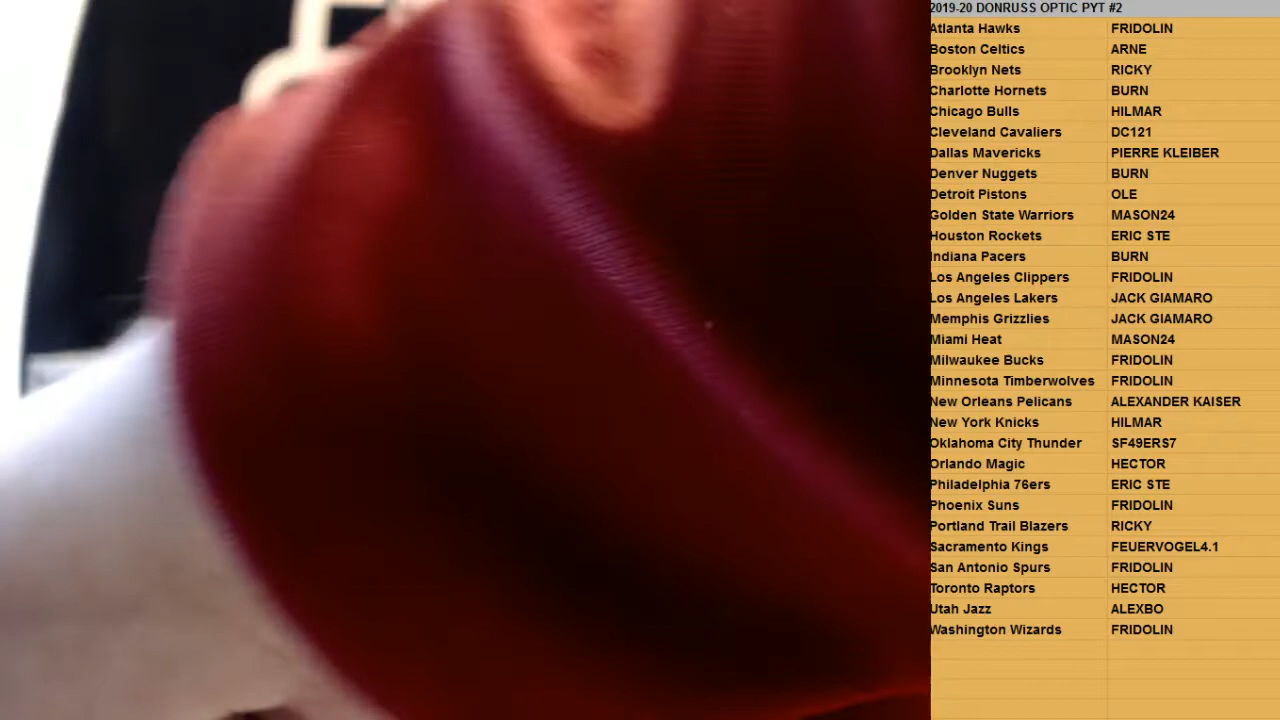 2019-20 DONRUSS OPTIC PYT #2
Atlanta Hawks FRIDOLIN
Boston Celtics ARNE
Brooklyn Nets RICKY
Charlotte Hornets BURN
Chicago Bulls HILMAR
Cleveland Cavaliers DC121
Dallas Mavericks PIERRE KLEIBER
Denver Nuggets BURN
Detroit Pistons OLE
Golden State Warriors MASON24
Houston Rockets ERIC STE
Indiana Pacers BURN
Los Angeles Clippers FRIDOLIN
Los Angeles Lakers JACK GIAMARO
Memphis Grizzlies JACK GIAMARO
Miami Heat MASON24
Milwaukee Bucks FRIDOLIN
Minnesota Timberwolves FRIDOLIN
New Orleans Pelicans ALEXANDER KAISER
New York Knicks HILMAR
Oklahoma City Thunder SF49ERS7
Orlando Magic HECTOR
Philadelphia 76ers ERIC STE
Phoenix Suns FRIDOLIN
Portland Trail Blazers RICKY
Sacramento Kings FEUERVOGEL4.1
San Antonio Spurs FRIDOLIN
Toronto Raptors HECTOR
Utah Jazz ALEXBO
Washington Wizards FRIDOLIN